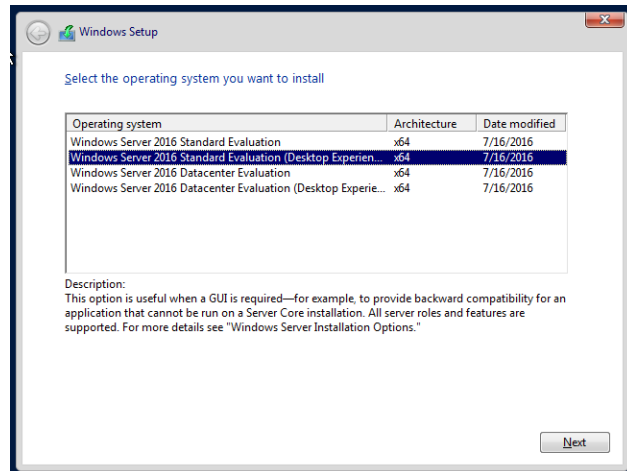 Windows Setup
Select the operating system you want to install
Operating system Architecture Date modified
Windows Server 2016 Standard Evaluation x64 7/16/2016
Windows Server 2016 Standard Evaluation (Desktop Experien... x64 7/16/2016
Windows Server 2016 Datacenter Evaluation x64 7/16/2016
Windows Server 2016 Datacenter Evaluation (Desktop Experie... x64 7/16/2016
Description:
This option is useful when a GUI is required—for example, to provide backward compatibility for an
application that cannot be run on a Server Core installation. All server roles and features are
supported. For more details see "Windows Server Installation Options."
Next